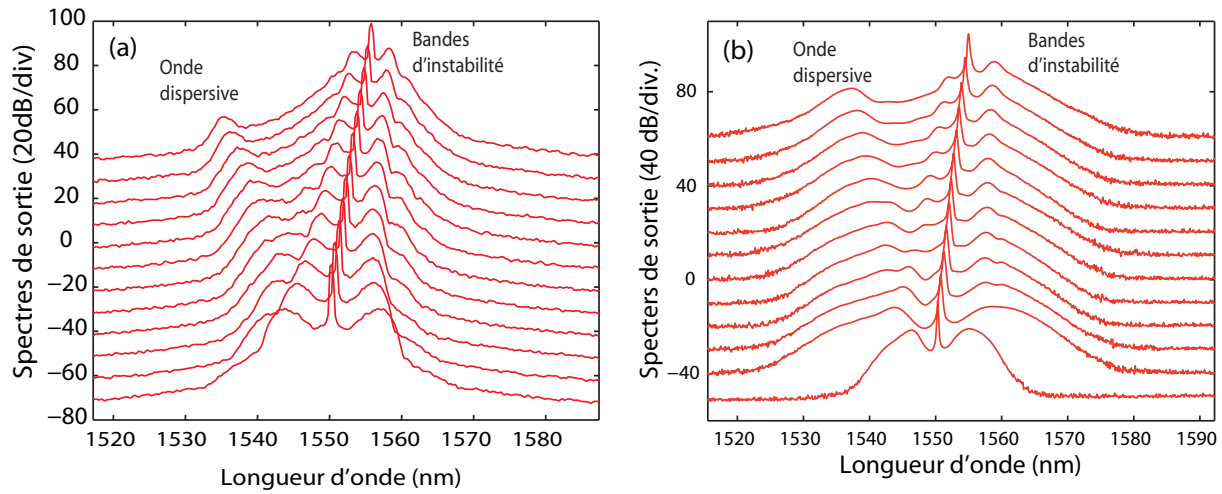 (a)
Onde
dispersive
Bandes
d'instabilité
Spectres de sortie (20dB/div)
100
80
60
40
20
0
−20
−40
−60
−80
1520 1530 1540 1550 1560 1570 1580
Longueur d'onde (nm)
(b)
Onde
dispersive
Bandes
d'instabilité
Specters de sortie (40 dB/div.)
80
40
0
−40
1520 1530 1540 1550 1560 1570 1580 1590
Longueur d'onde (nm)